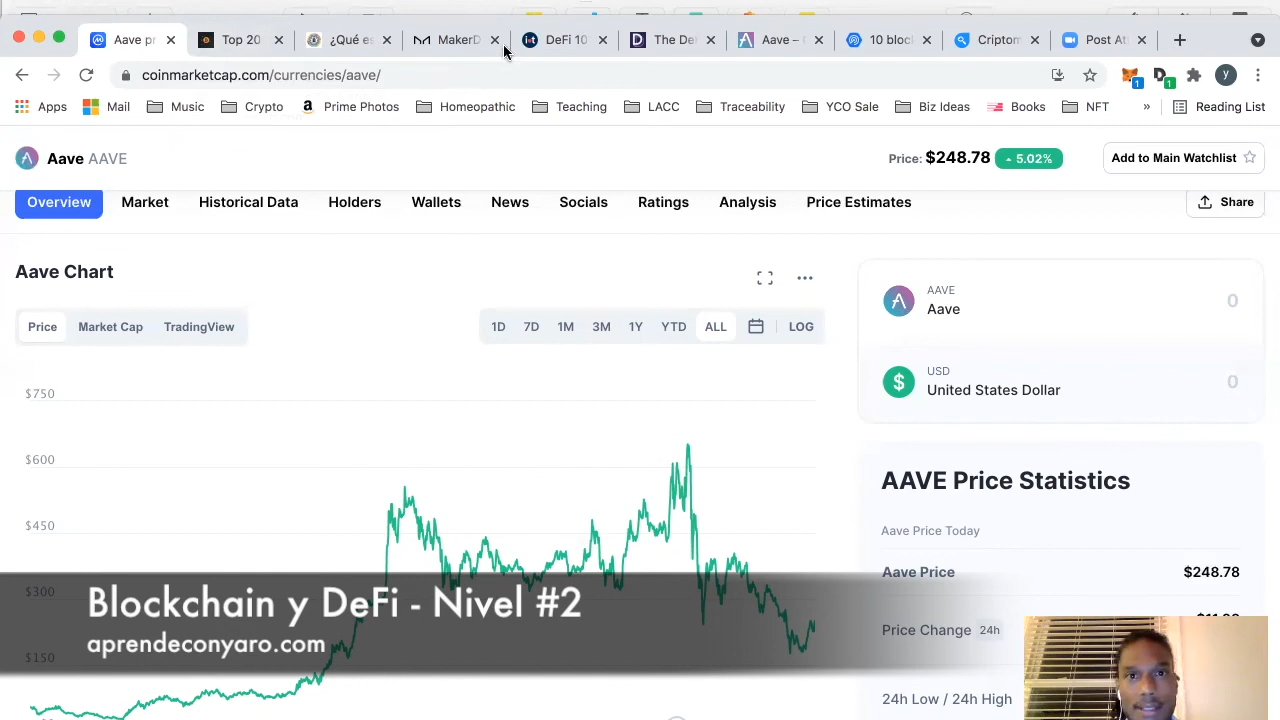 Aave pr
Top 20
¿Qué es
MakerD
DeFi 10
The De
Aave –
10 bloc
Criptom
Post At
coinmarketcap.com/currencies/aave/
1
1
y
Apps
Mail
Music
Crypto
Prime Photos
Homeopathic
Teaching
LACC
Traceability
YCO Sale
Biz Ideas
Books
NFT
»
Reading List
Aave AAVE
Price: $248.78
5.02%
Add to Main Watchlist
Overview
Market
Historical Data
Holders
Wallets
News
Socials
Ratings
Analysis
Price Estimates
Share
Aave Chart
Price
Market Cap
TradingView
1D
7D
1M
3M
1Y
YTD
ALL
LOG
$750
$600
$450
$300
$150
AAVE
Aave
0
USD
United States Dollar
0
AAVE Price Statistics
Aave Price Today
Aave Price
$248.78
Price Change 24h
24h Low / 24h High
Blockchain y DeFi - Nivel #2
aprendeconyaro.com